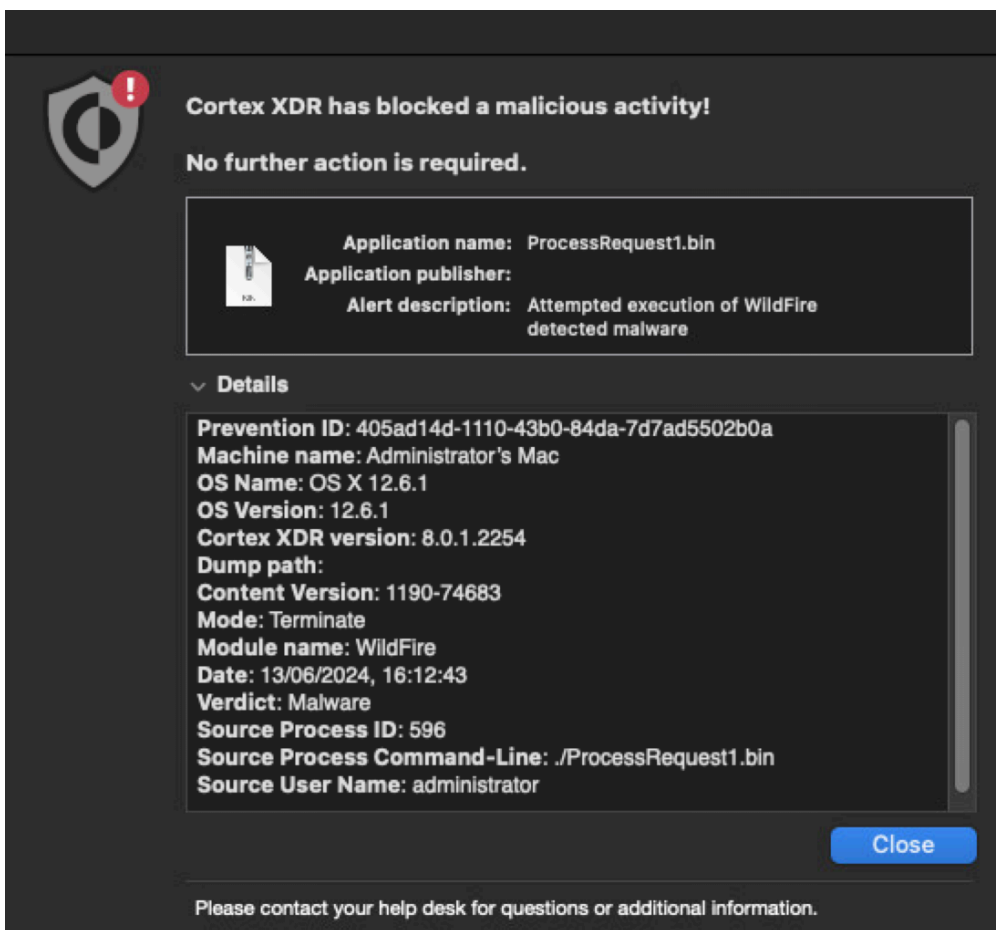 Cortex XDR has blocked a malicious activity!
No further action is required.
Application name: ProcessRequest1.bin
Application publisher:
Alert description: Attempted execution of WildFire
detected malware
Details
Prevention ID: 405ad14d-1110-43b0-84da-7d7ad5502b0a
Machine name: Administrator's Mac
OS Name: OS X 12.6.1
OS Version: 12.6.1
Cortex XDR version: 8.0.1.2254
Dump path:
Content Version: 1190-74683
Mode: Terminate
Module name: WildFire
Date: 13/06/2024, 16:12:43
Verdict: Malware
Source Process ID: 596
Source Process Command-Line: ./ProcessRequest1.bin
Source User Name: administrator
Close
Please contact your help desk for questions or additional information.